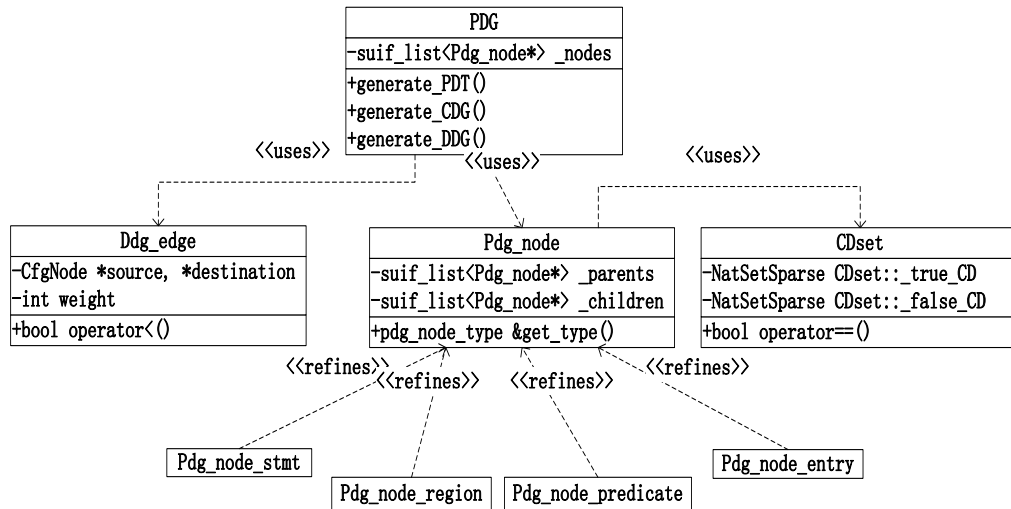 PDG
-suif_list<Pdg_node*> _nodes
+generate_PDT()
+generate_CDG()
+generate_DDG()
<<uses>>
<<uses>>
<<uses>>
Ddg_edge
-CfgNode *source, *destination
-int weight
+bool operator<()
Pdg_node
-suif_list<Pdg_node*> _parents
-suif_list<Pdg_node*> _children
+pdg_node_type &get_type()
CDset
-NatSetSparse CDset::_true_CD
-NatSetSparse CDset::_false_CD
+bool operator==()
<<refines>>
<<refines>>
<<refines>>
<<refines>>
Pdg_node_stmt
Pdg_node_region
Pdg_node_predicate
Pdg_node_entry